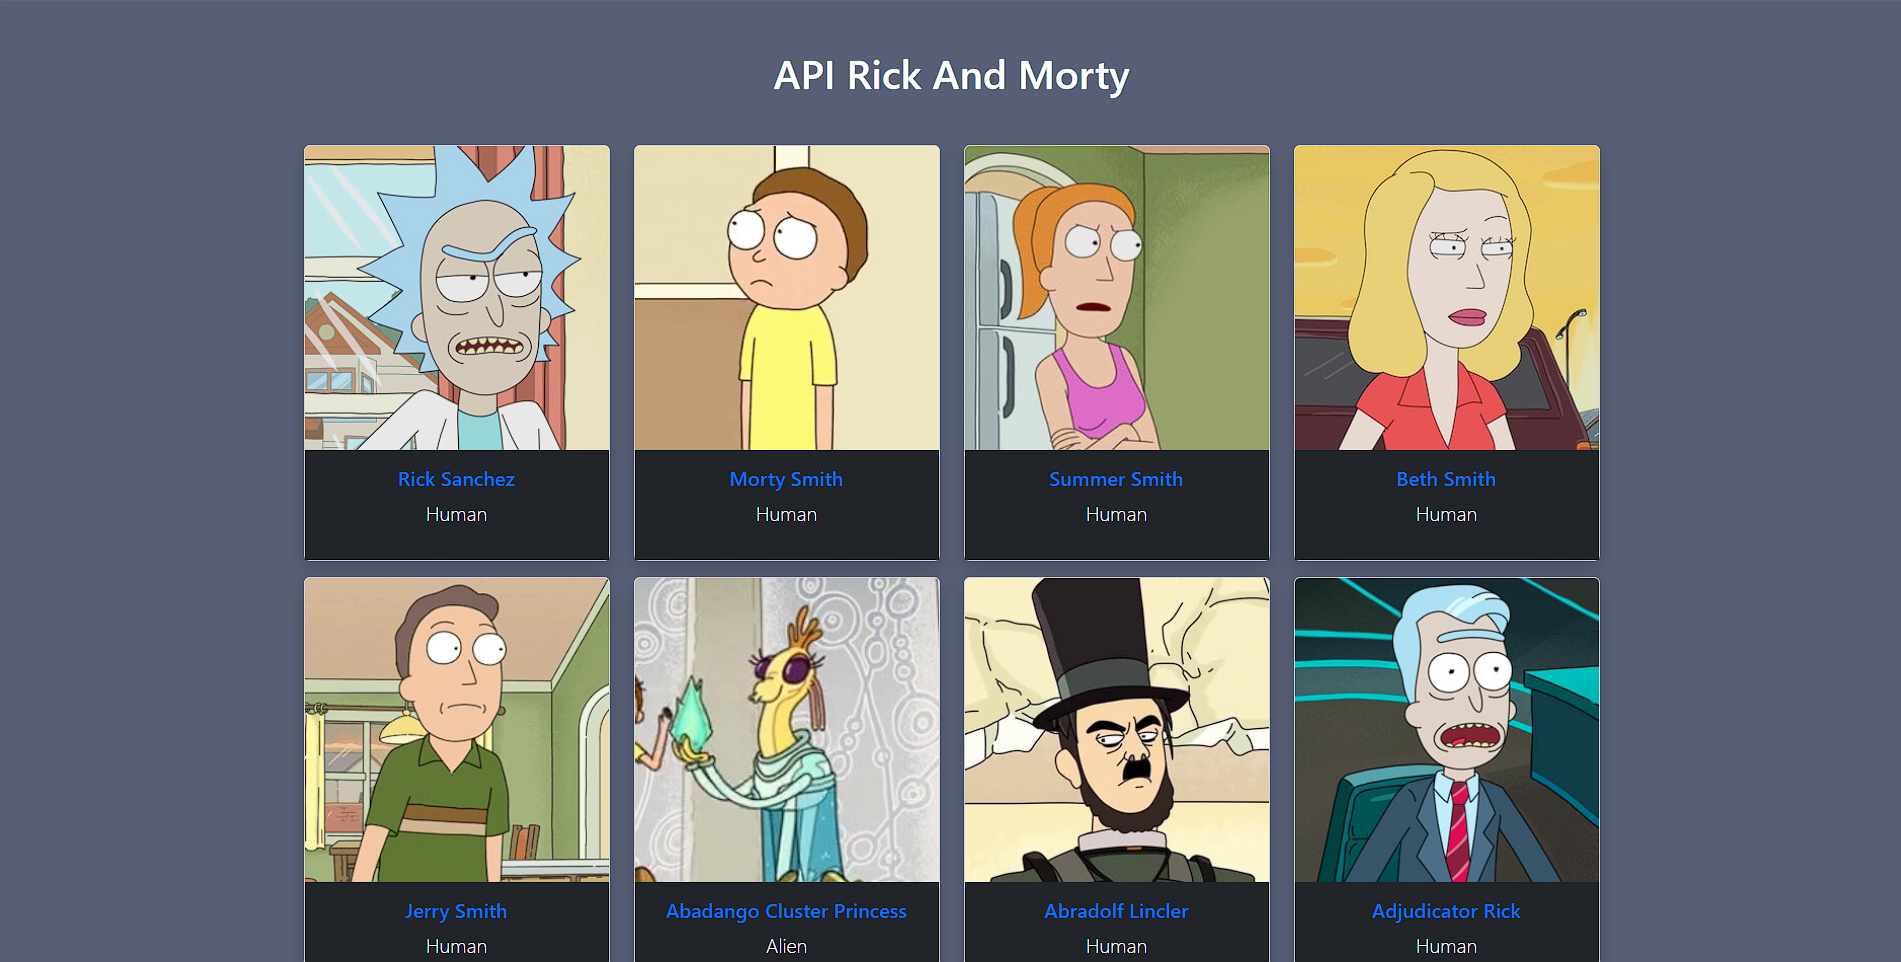 API Rick And Morty
Rick Sanchez
Human
Morty Smith
Human
Summer Smith
Human
Beth Smith
Human
Jerry Smith
Human
Abadango Cluster Princess
Alien
Abradolf Lincler
Human
Adjudicator Rick
Human